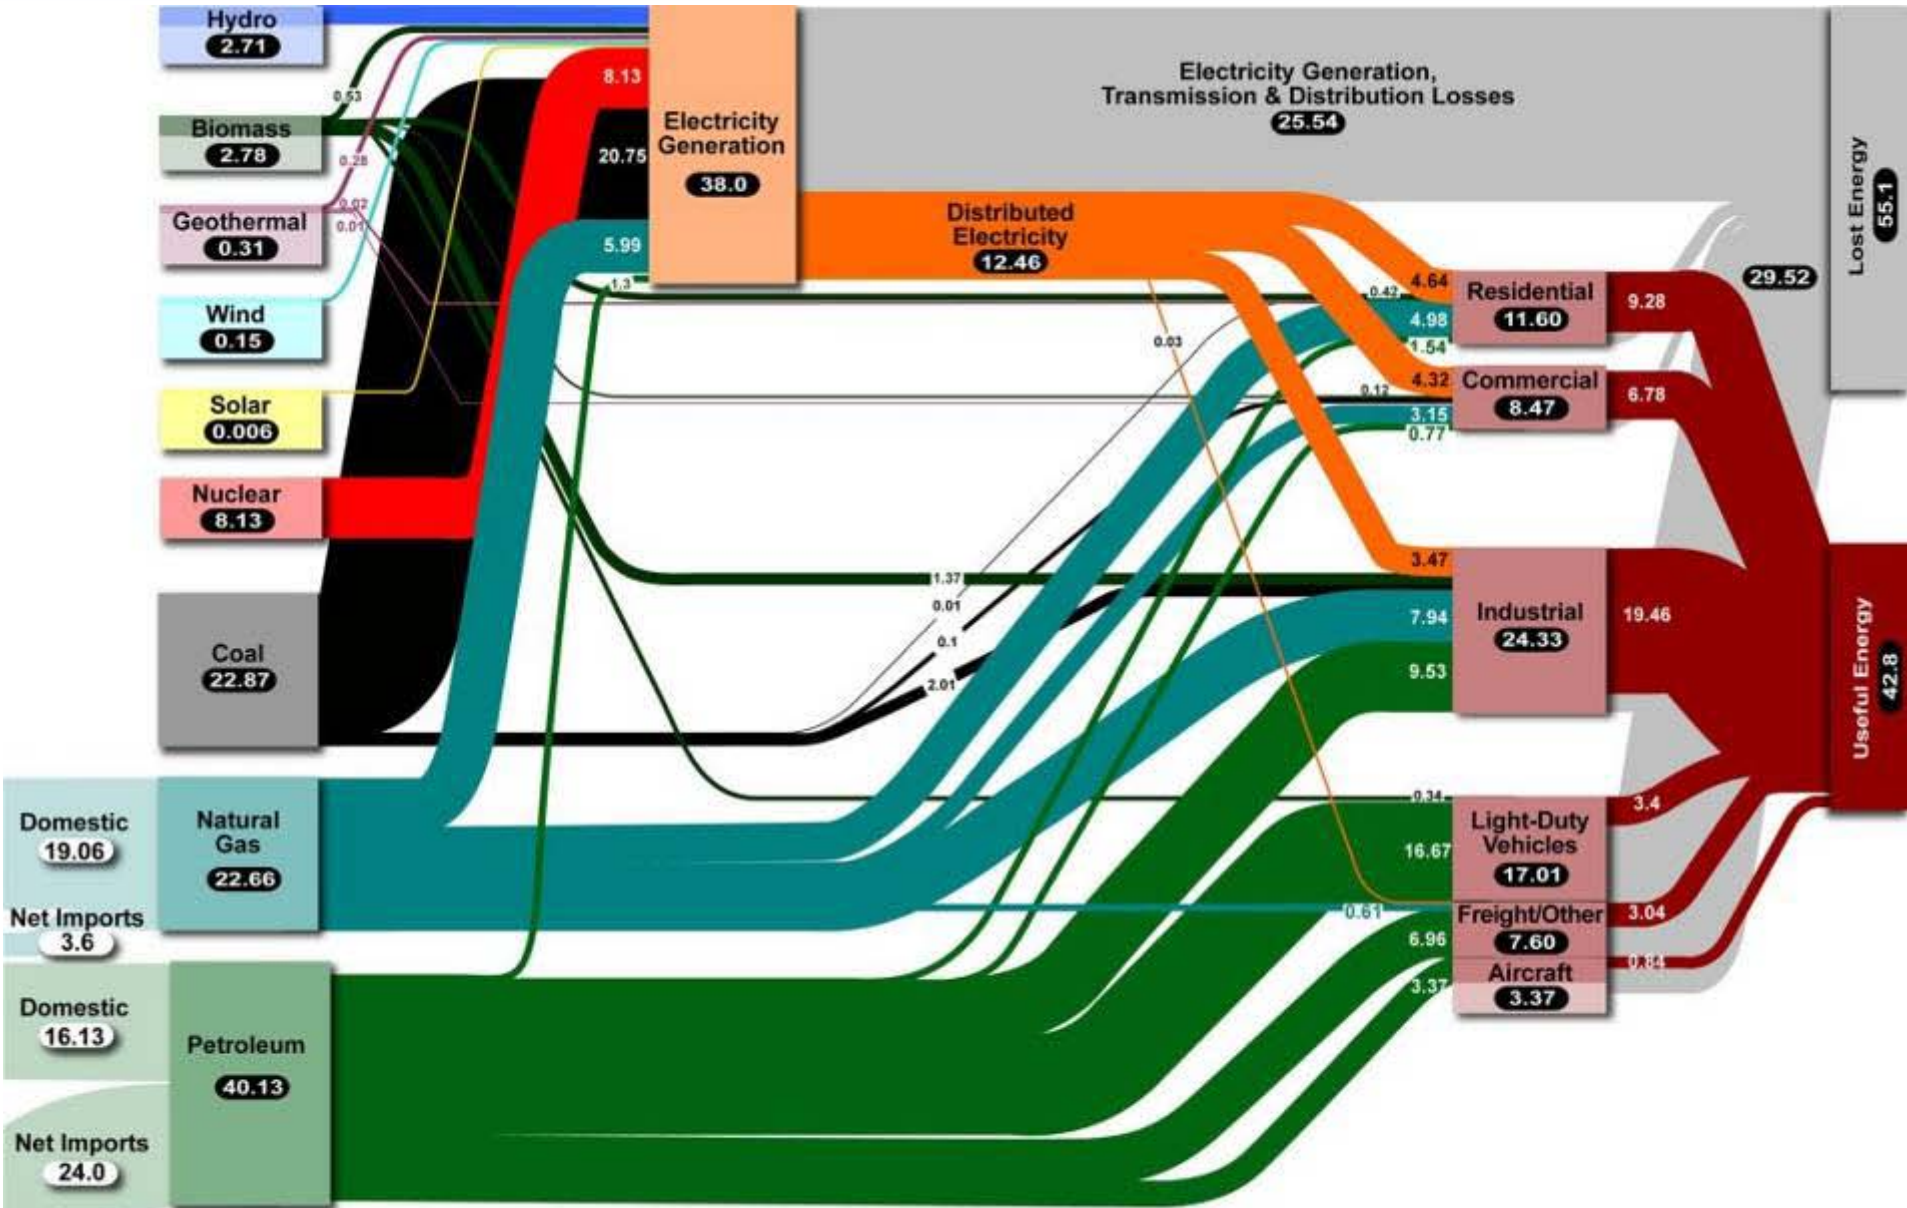 Hydro
2.71
0.53
Biomass
2.78
0.28
Geothermal
0.31
0.02
0.01
Wind
0.15
Solar
0.006
Nuclear
8.13
Coal
22.87
Domestic
19.06
Natural
Gas
22.66
Net Imports
3.6
Domestic
16.13
Petroleum
40.13
Net Imports
24.0
8.13
20.75
5.99
1.3
Electricity
Generation
38.0
Electricity Generation,
Transmission & Distribution Losses
25.54
Distributed
Electricity
12.46
0.03
1.37
0.01
0.1
2.01
4.64
0.42
4.98
1.54
Residential
11.60
9.28
4.32
0.12
3.15
0.77
Commercial
8.47
6.78
3.47
7.94
9.53
Industrial
24.33
19.46
0.34
16.67
Light-Duty
Vehicles
17.01
3.4
0.61
6.96
Freight/Other
7.60
3.04
3.37
Aircraft
3.37
0.84
29.52
Lost Energy
55.1
Useful Energy
42.8